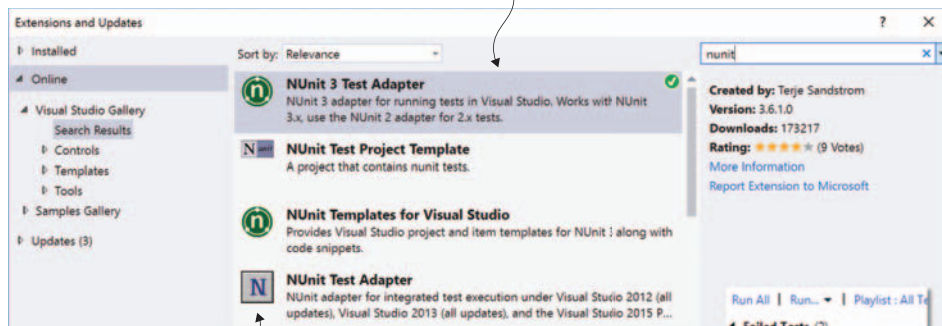 Extensions and Updates ? ×
Installed
Online
Visual Studio Gallery
Search Results
Controls
Templates
Tools
Samples Gallery
Updates (3)
Sort by: Relevance
NUnit 3 Test Adapter
NUnit 3 adapter for running tests in Visual Studio. Works with NUnit
3.x, use the NUnit 2 adapter for 2.x tests.
NUnit Test Project Template
A project that contains nunit tests.
NUnit Templates for Visual Studio
Provides Visual Studio project and item templates for NUnit along with
code snippets.
N
NUnit Test Adapter
NUnit adapter for integrated test execution under Visual Studio 2012 (all
updates), Visual Studio 2013 (all updates), and the Visual Studio 2015 P...
nunit
Created by: Terje Sandstrom
Version: 3.6.1.0
Downloads: 173217
Rating: (9 Votes)
More Information
Report Extension to Microsoft
Run All | Run... | Playlist : All Te
Failed Tests (2)